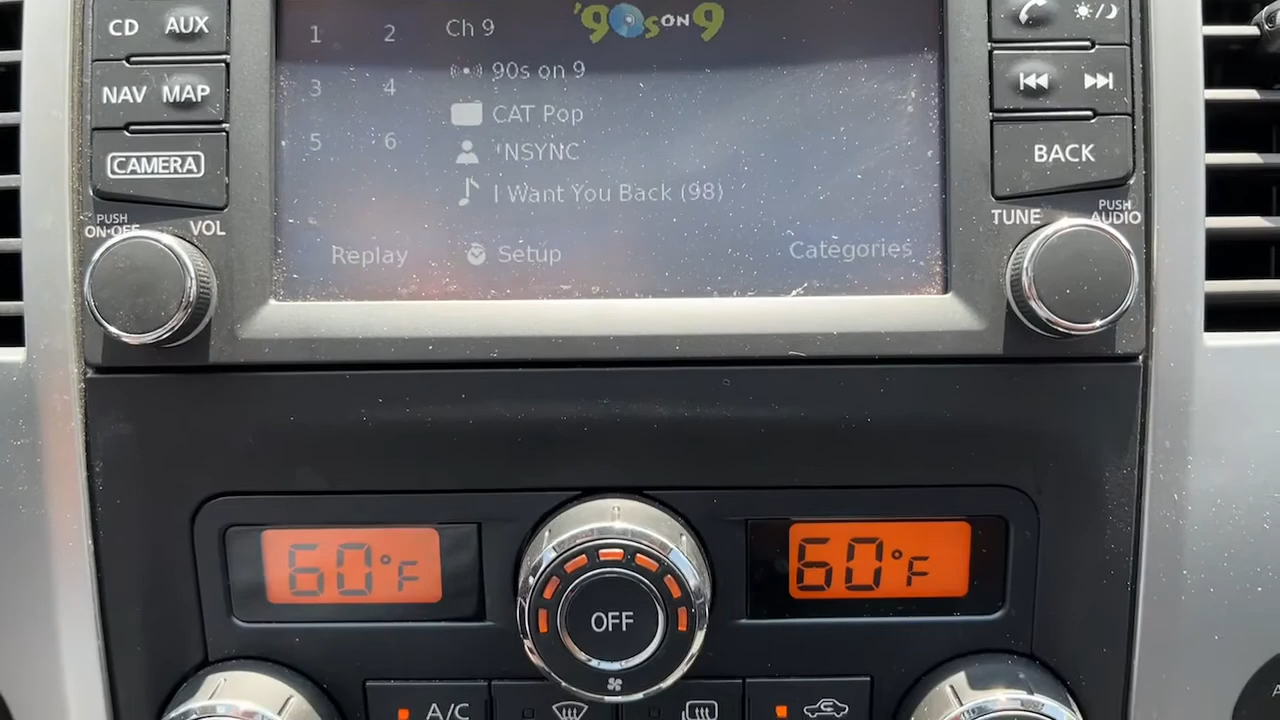 CD AUX
NAV MAP
CAMERA
PUSH
ON·OFF VOL
1 2
3 4
5 6
Ch 9
'90s ON 9
90s on 9
CAT Pop
'NSYNC
I Want You Back (98)
Replay
Setup
Categories
BACK
TUNE
PUSH
AUDIO
60°F
OFF
60°F
A/C